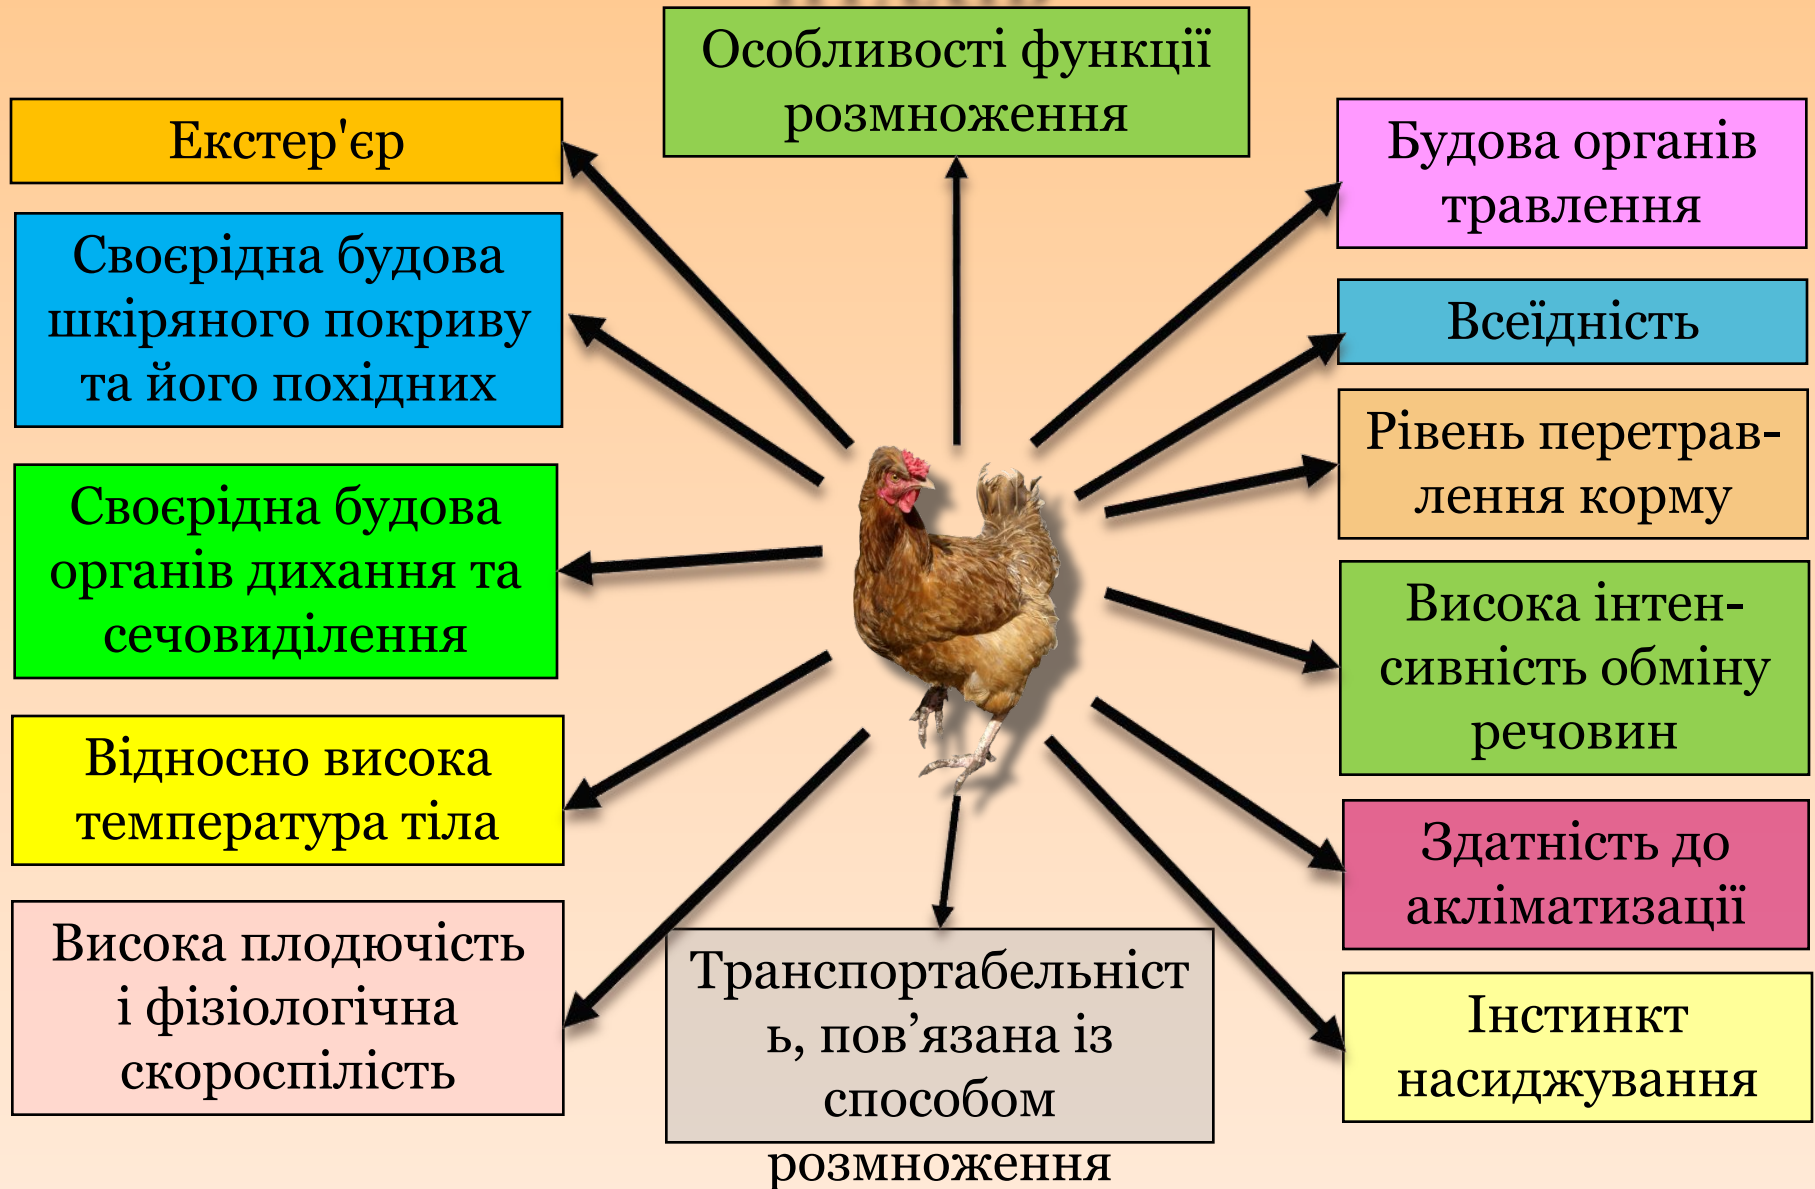 Особливості функції
розмноження
Екстер'єр
Своєрідна будова
шкіряного покриву
та його похідних
Своєрідна будова
органів дихання та
сечовиділення
Відносно висока
температура тіла
Висока плодючість
і фізіологічна
скороспілість
Транспортабельніст
ь, пов’язана із
способом
розмноження
Будова органів
травлення
Всеїдність
Рівень перетрав-
лення корму
Висока інтен-
сивність обміну
речовин
Здатність до
акліматизації
Інстинкт
насиджування